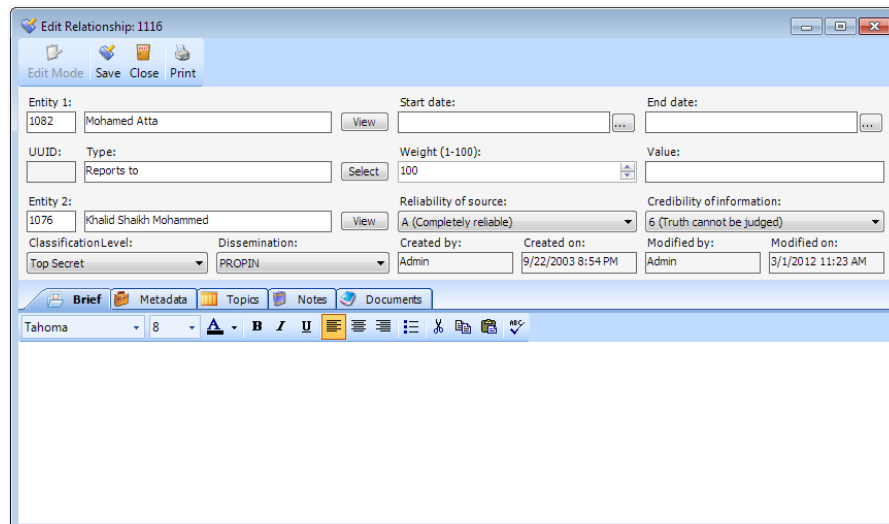 Edit Relationship: 1116
Edit Mode Save Close Print
Entity 1: Start date: End date:
1082 Mohamed Atta View ... ...
UUID: Type: Weight (1-100): Value:
Reports to Select 100
Entity 2: Reliability of source: Credibility of information:
1076 Khalid Shaikh Mohammed View A (Completely reliable) 6 (Truth cannot be judged)
Classification Level: Dissemination: Created by: Created on: Modified by: Modified on:
Top Secret PROPIN Admin 9/22/2003 8:54 PM Admin 3/1/2012 11:23 AM
Brief Metadata Topics Notes Documents
Tahoma 8 A B I U ABC